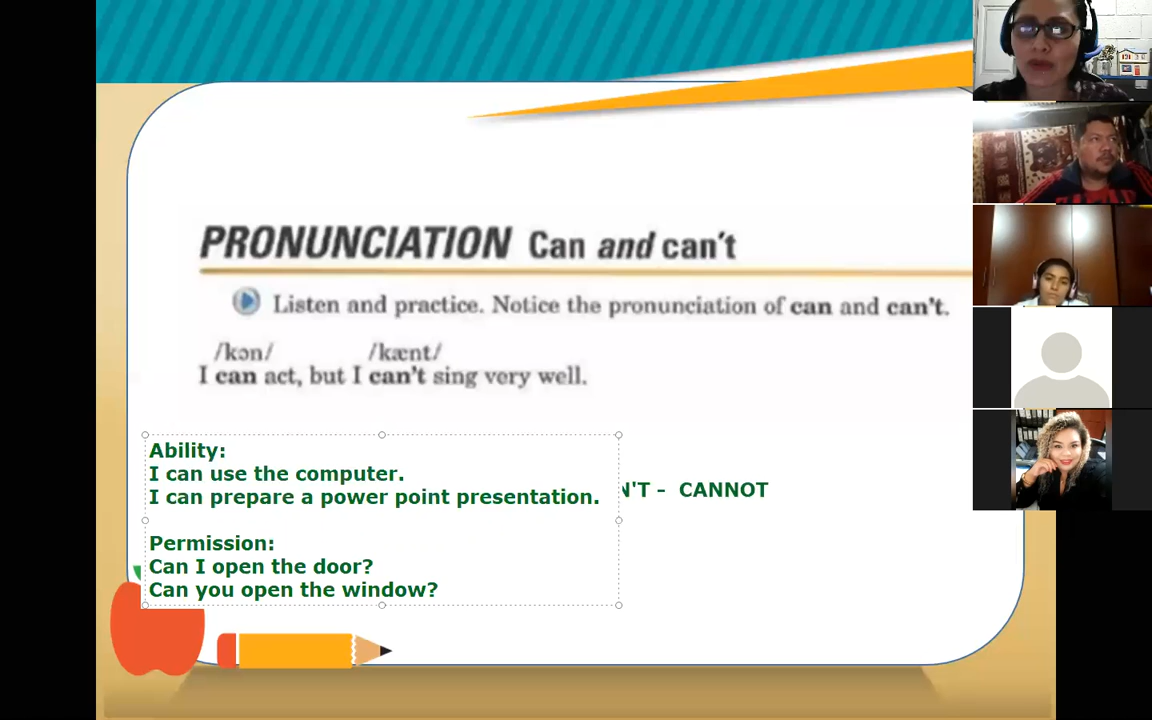 PRONUNCIATION Can and can't
Listen and practice. Notice the pronunciation of can and can't.
/kən/ /kænt/
I can act, but I can't sing very well.
Ability:
I can use the computer.
I can prepare a power point presentation.
N'T - CANNOT
Permission:
Can I open the door?
Can you open the window?